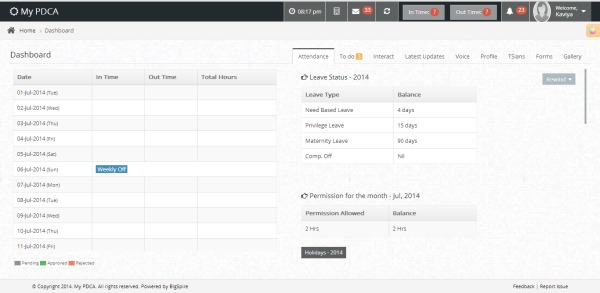 My PDCA
08:17 pm
33
In Time: ?
Out Time: ?
23
Welcome,
Kaviya
Home › Dashboard
Dashboard
Attendance To do Interact Latest Updates Voice Profile TSians Forms Gallery
Date In Time Out Time Total Hours
01-Jul-2014 (Tue)
02-Jul-2014 (Wed)
03-Jul-2014 (Thu)
04-Jul-2014 (Fri)
05-Jul-2014 (Sat)
06-Jul-2014 (Sun) Weekly Off
07-Jul-2014 (Mon)
08-Jul-2014 (Tue)
09-Jul-2014 (Wed)
10-Jul-2014 (Thu)
11-Jul-2014 (Fri)
Pending Approved Rejected
Leave Status - 2014
Rewind
Leave Type Balance
Need Based Leave 4 days
Privilege Leave 15 days
Maternity Leave 90 days
Comp. Off Nil
Permission for the month - Jul, 2014
Permission Allowed Balance
2 Hrs 2 Hrs
Holidays - 2014
© Copyright 2014. My PDCA. All rights reserved. Powered by BigSpire
Feedback | Report Issue